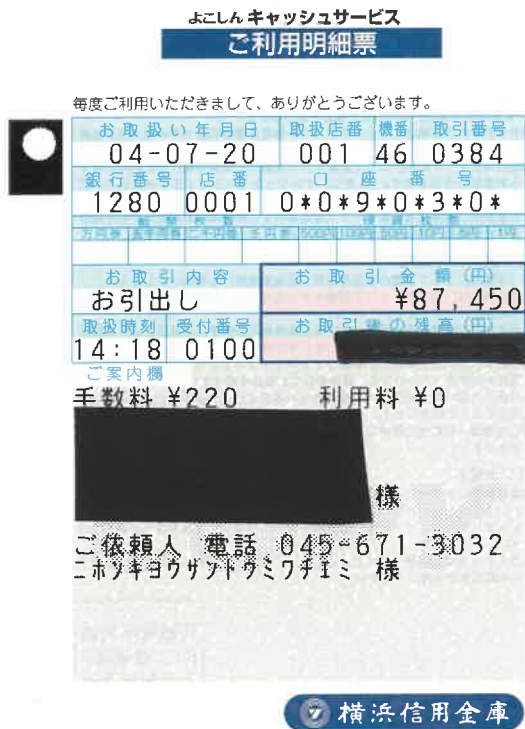 よこしん キャッシュサービス
ご利用明細票
毎度ご利用いただきまして、ありがとうございます。
お取扱い年月日 取扱店番 機番 取引番号
04-07-20 001 46 0384
銀行番号 店番 口座番号
1280 0001 0*0*9*0*3*0*
お取引内容 お取引金額(円)
お引出し ¥87,450
取扱時刻 受付番号 お取引後の残高(円)
14:18 0100
ご案内欄
手数料 ¥220 利用料 ¥0
様
ご依頼人 電話 045-671-3032
ニホンキヨウサントウミワチエミ 様
横浜信用金庫